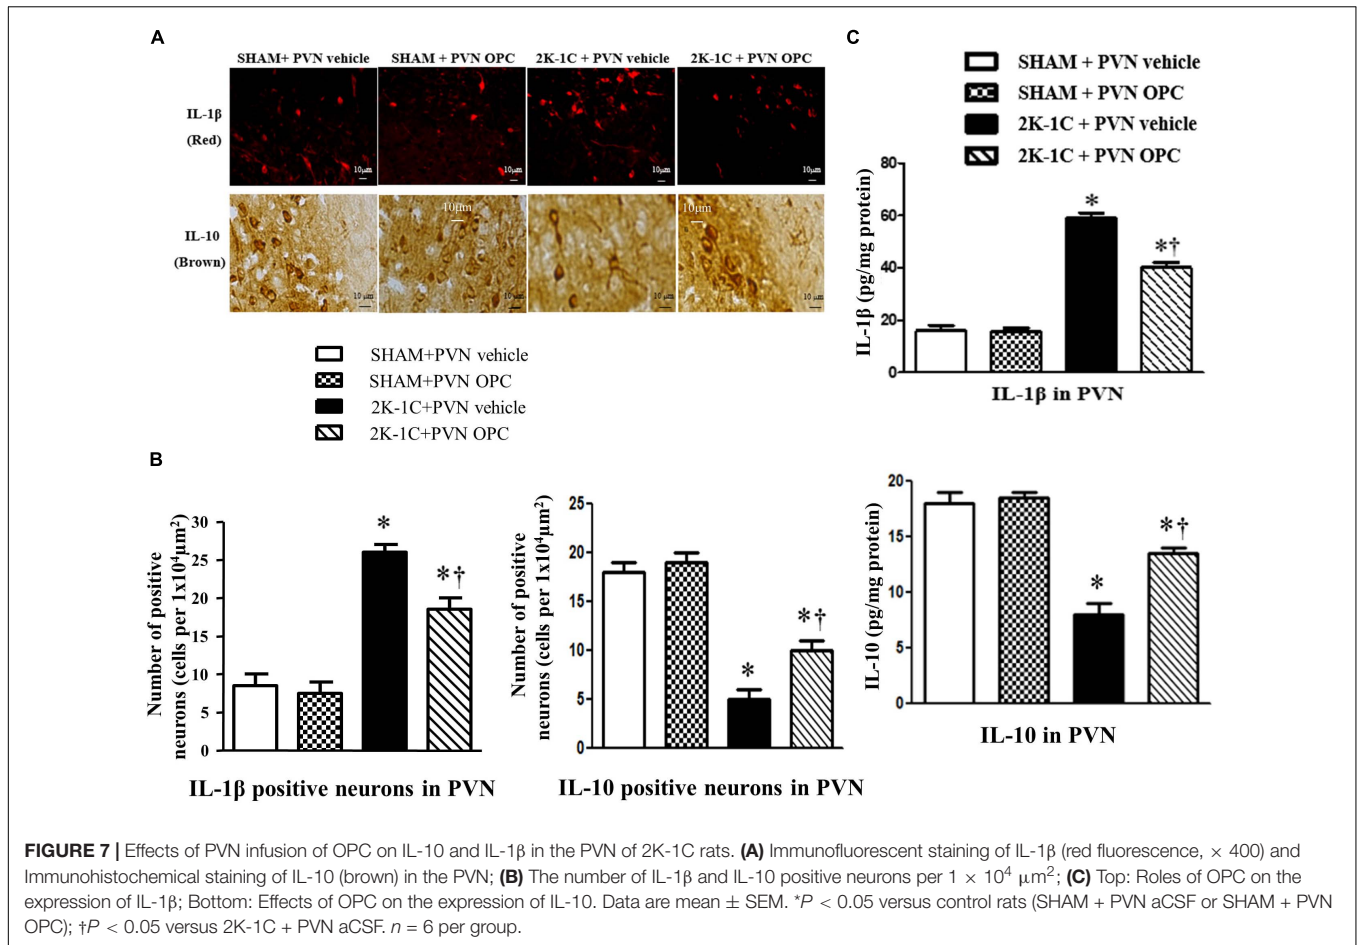 A
SHAM+ PVN vehicle SHAM + PVN OPC 2K-1C + PVN vehicle 2K-1C + PVN OPC
IL-1β
(Red)
10μm 10μm 10μm 10μm
IL-10
(Brown)
10μm 10μm
10 μm 10 μm 10 μm 10 μm
SHAM+PVN vehicle
SHAM+PVN OPC
2K-1C+PVN vehicle
2K-1C+PVN OPC
B
Number of positive
neurons (cells per 1x10⁴μm²)
30
25
20
15
10
5
0
*
*†
IL-1β positive neurons in PVN
Number of positive
neurons (cells per 1x10⁴μm²)
25
20
15
10
5
0
*
*†
IL-10 positive neurons in PVN
C
SHAM + PVN vehicle
SHAM + PVN OPC
2K-1C + PVN vehicle
2K-1C + PVN OPC
IL-1β (pg/mg protein)
80
60
40
20
0
*
*†
IL-1β in PVN
IL-10 (pg/mg protein)
20
15
10
5
0
*
*†
IL-10 in PVN
FIGURE 7 | Effects of PVN infusion of OPC on IL-10 and IL-1β in the PVN of 2K-1C rats. (A) Immunofluorescent staining of IL-1β (red fluorescence, × 400) and
Immunohistochemical staining of IL-10 (brown) in the PVN; (B) The number of IL-1β and IL-10 positive neurons per 1 × 10⁴ μm²; (C) Top: Roles of OPC on the
expression of IL-1β; Bottom: Effects of OPC on the expression of IL-10. Data are mean ± SEM. *P < 0.05 versus control rats (SHAM + PVN aCSF or SHAM + PVN
OPC); †P < 0.05 versus 2K-1C + PVN aCSF. n = 6 per group.